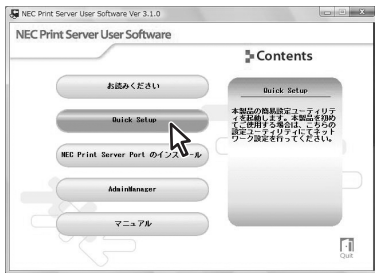 NEC Print Server User Software Ver 3.1.0
NEC Print Server User Software
Contents
お読みください
Quick Setup
NEC Print Server Port のインストール
AdminManager
マニュアル
Quick Setup
本製品の簡易設定ユーティリテ
ィを起動します。本製品を初め
てご使用する場合は、こちらの
設定ユーティリティにてネット
ワーク設定を行ってください。
Quit